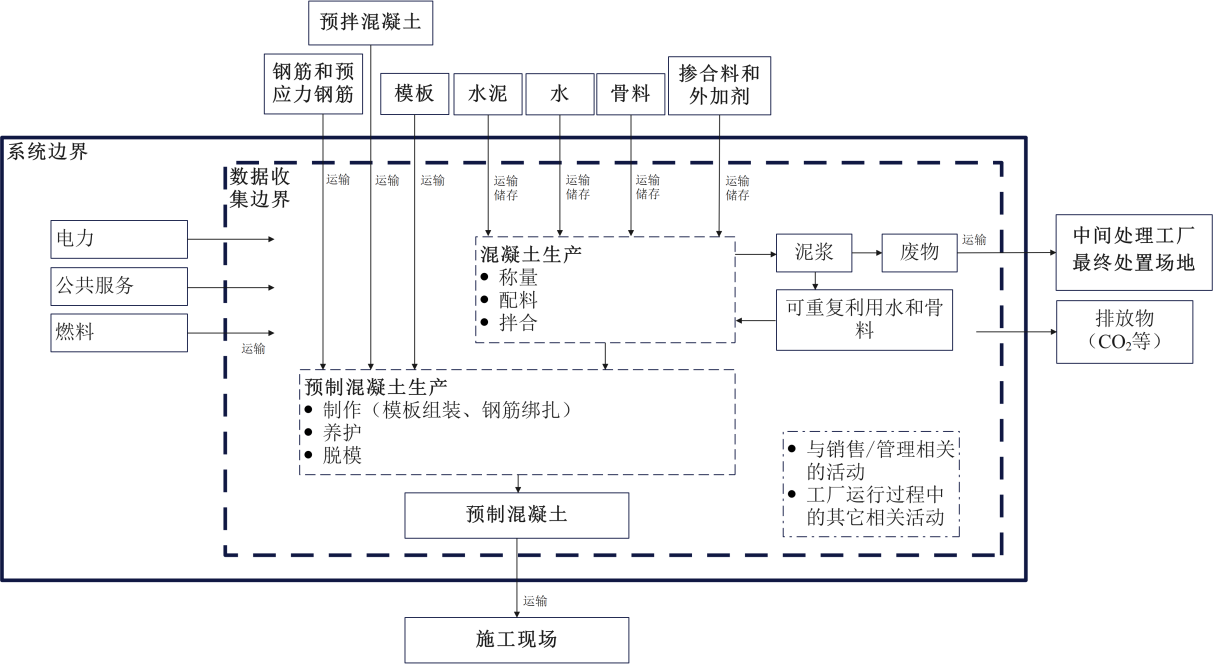 预拌混凝土
钢筋和预
应力钢筋
模板
水泥
水
骨料
掺合料和
外加剂
系统边界
数据收
集边界
运输
运输
运输
运输
储存
运输
储存
运输
储存
运输
储存
电力
公共服务
燃料
运输
混凝土生产
● 称量
● 配料
● 拌合
泥浆
废物
运输
中间处理工厂
最终处置场地
可重复利用水和骨
料
排放物
（CO₂等）
预制混凝土生产
● 制作（模板组装、钢筋绑扎）
● 养护
● 脱模
● 与销售/管理相关
的活动
● 工厂运行过程中
的其它相关活动
预制混凝土
运输
施工现场